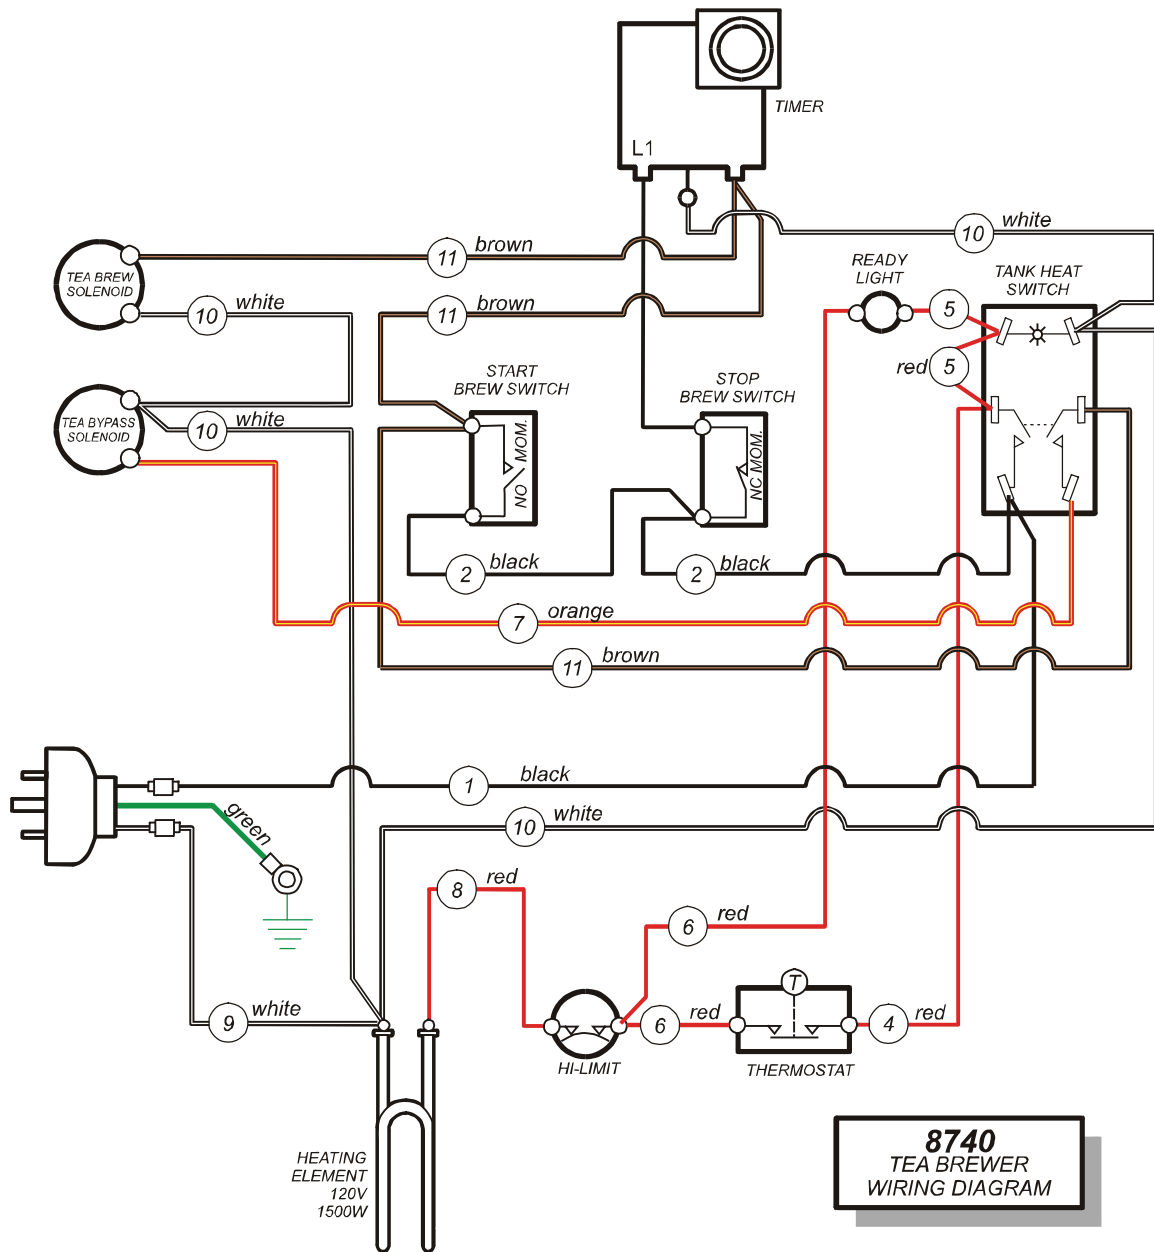 TIMER
L1
10 white
11 brown
READY
LIGHT
TANK HEAT
SWITCH
TEA BREW
SOLENOID
10 white
11 brown
5
red 5
START
BREW SWITCH
STOP
BREW SWITCH
TEA BYPASS
SOLENOID
10 white
NO MOM.
NC MOM.
2 black
2 black
7 orange
11 brown
1 black
green
10 white
8 red
6 red
T
9 white
6 red
4 red
HI-LIMIT
THERMOSTAT
HEATING
ELEMENT
120V
1500W
8740
TEA BREWER
WIRING DIAGRAM